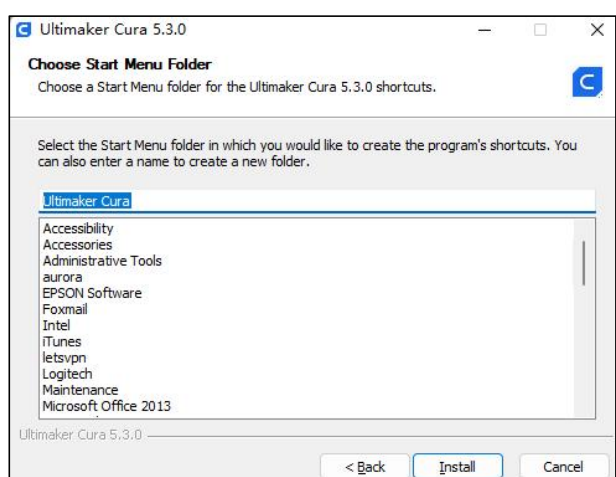 Ultimaker Cura 5.3.0
Choose Start Menu Folder
Choose a Start Menu folder for the Ultimaker Cura 5.3.0 shortcuts.
Select the Start Menu folder in which you would like to create the program's shortcuts. You
can also enter a name to create a new folder.
Ultimaker Cura
Accessibility
Accessories
Administrative Tools
aurora
EPSON Software
Foxmail
Intel
iTunes
letsvpn
Logitech
Maintenance
Microsoft Office 2013
Ultimaker Cura 5.3.0
< Back Install Cancel